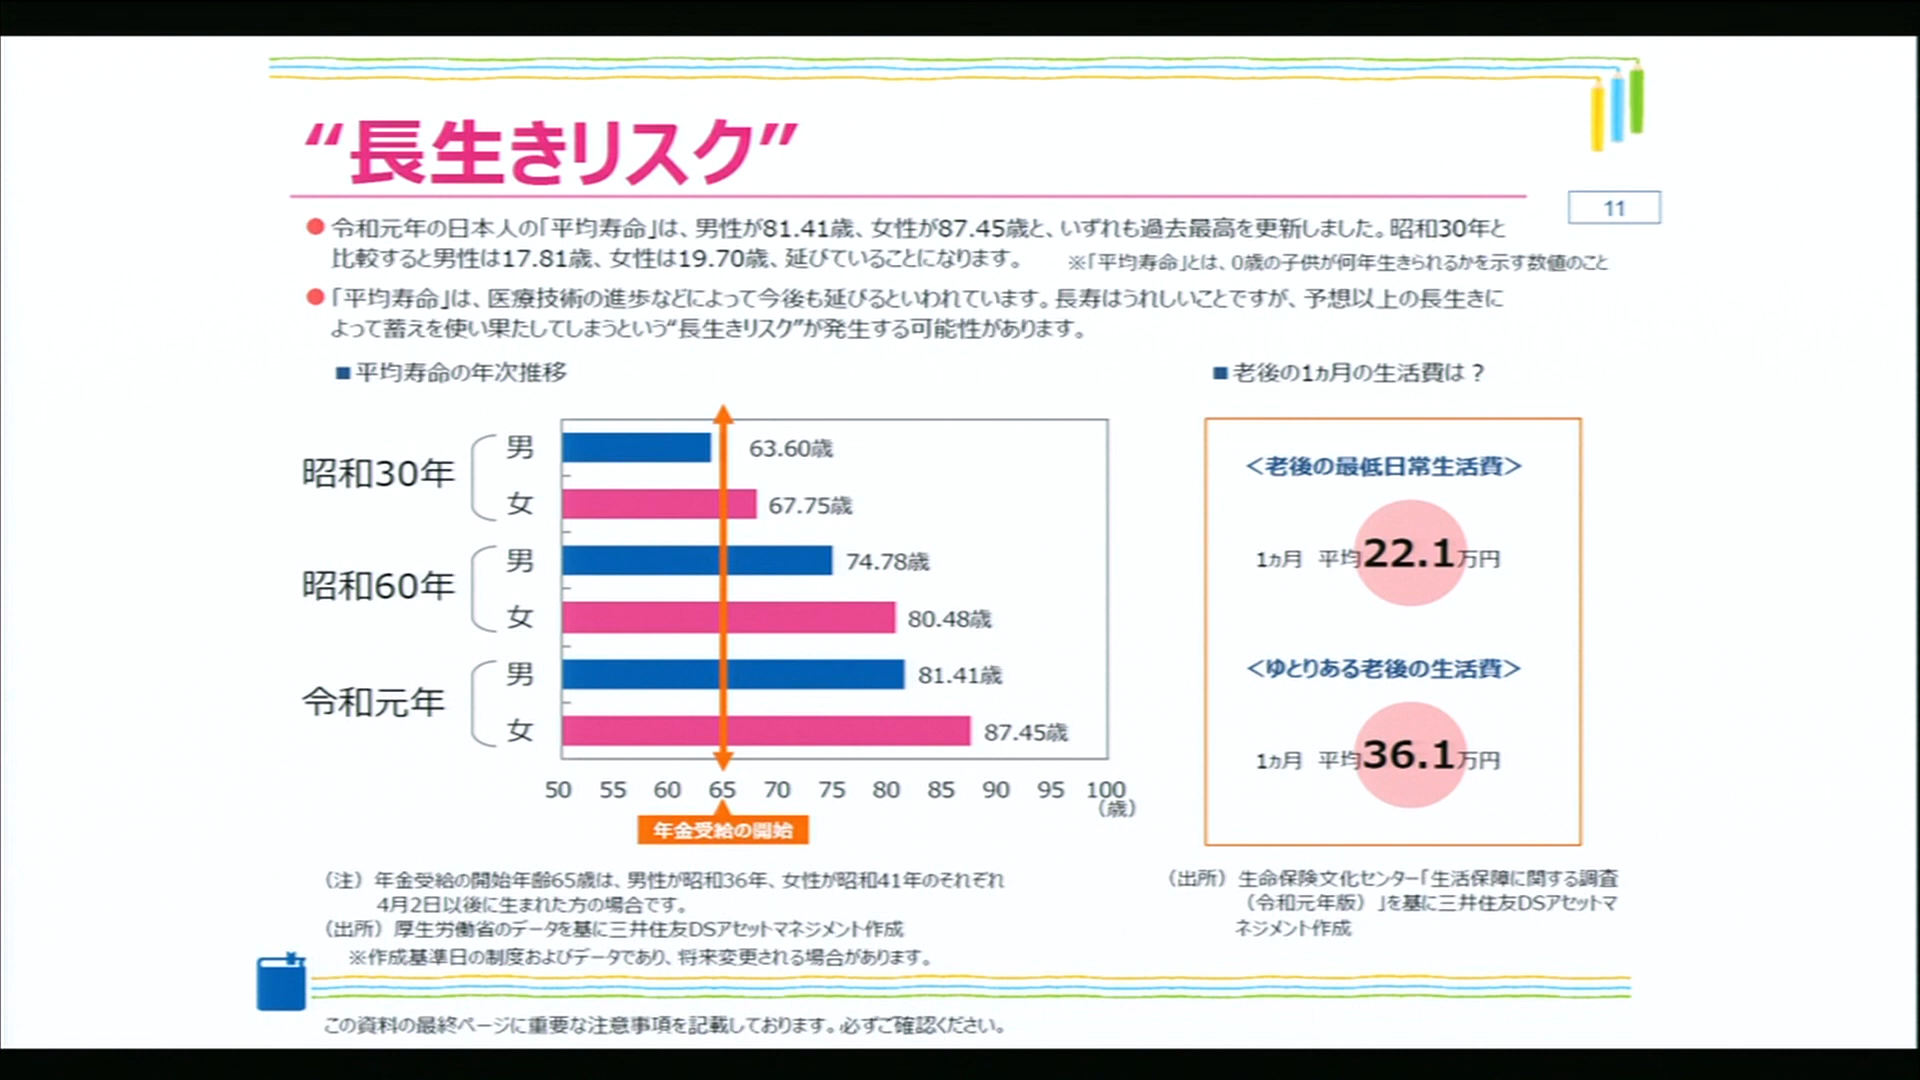 “長生きリスク”
11
●令和元年の日本人の「平均寿命」は、男性が81.41歳、女性が87.45歳と、いずれも過去最高を更新しました。昭和30年と
比較すると男性は17.81歳、女性は19.70歳、延びていることになります。 ※「平均寿命」とは、0歳の子供が何年生きられるかを示す数値のこと
●「平均寿命」は、医療技術の進歩などによって今後も延びるといわれています。長寿はうれしいことですが、予想以上の長生きに
よって蓄えを使い果たしてしまうという“長生きリスク”が発生する可能性があります。
■平均寿命の年次推移
昭和30年
男 63.60歳
女 67.75歳
昭和60年
男 74.78歳
女 80.48歳
令和元年
男 81.41歳
女 87.45歳
50 55 60 65 70 75 80 85 90 95 100
（歳）
年金受給の開始
■老後の1ヵ月の生活費は？
＜老後の最低日常生活費＞
1ヵ月 平均22.1万円
＜ゆとりある老後の生活費＞
1ヵ月 平均36.1万円
（注）年金受給の開始年齢65歳は、男性が昭和36年、女性が昭和41年のそれぞれ
4月2日以後に生まれた方の場合です。
（出所）厚生労働省のデータを基に三井住友DSアセットマネジメント作成
※作成基準日の制度およびデータであり、将来変更される場合があります。
（出所）生命保険文化センター「生活保障に関する調査
（令和元年版）」を基に三井住友DSアセットマ
ネジメント作成
この資料の最終ページに重要な注意事項を記載しております。必ずご確認ください。